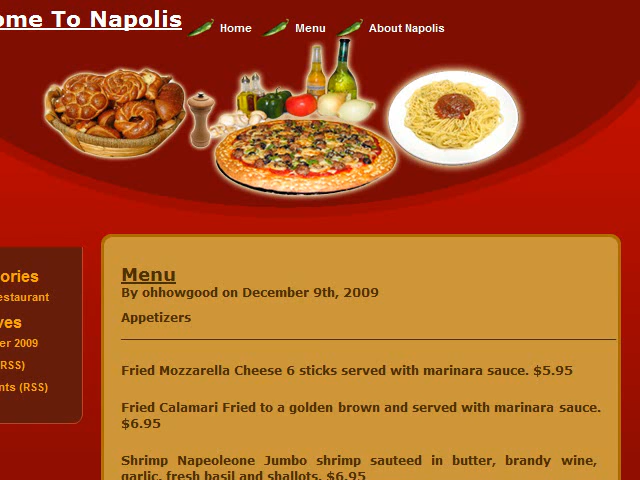 ome To Napolis
Home
Menu
About Napolis
ories
estaurant
ves
er 2009
RSS)
nts (RSS)
Menu
By ohhowgood on December 9th, 2009
Appetizers
Fried Mozzarella Cheese 6 sticks served with marinara sauce. $5.95
Fried Calamari Fried to a golden brown and served with marinara sauce.
$6.95
Shrimp Napeoleone Jumbo shrimp sauteed in butter, brandy wine,
garlic, fresh basil and shallots. $6.95